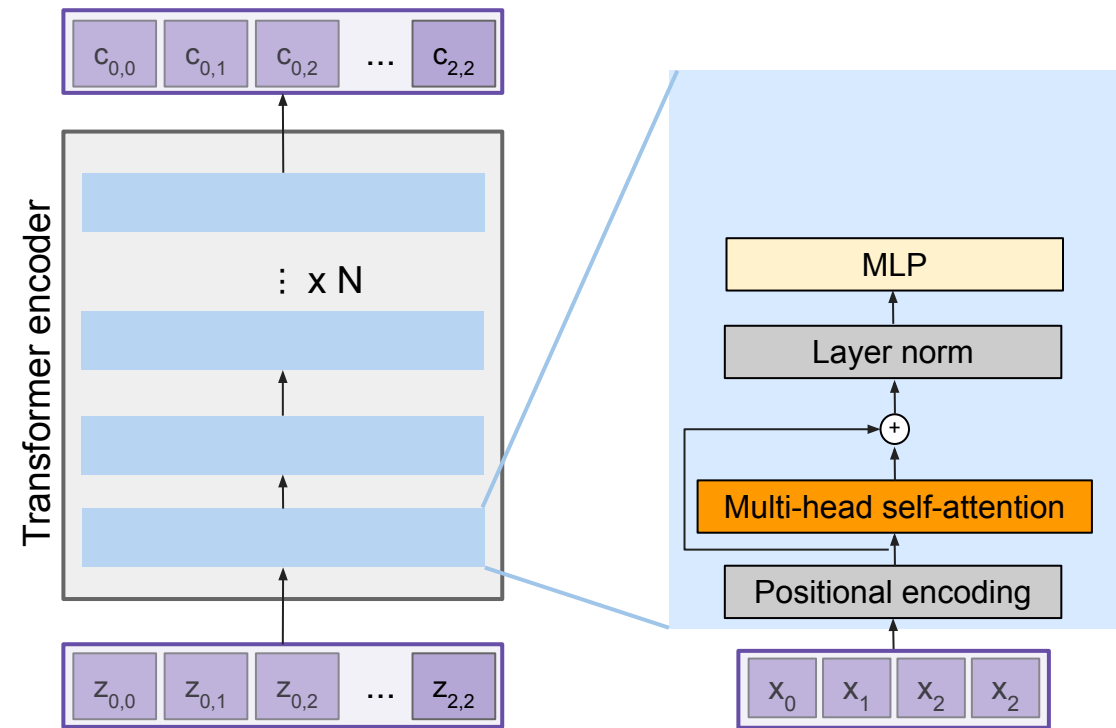 c0,0 c0,1 c0,2 ... c2,2
Transformer encoder
⋮ x N
z0,0 z0,1 z0,2 ... z2,2
MLP
Layer norm
+
Multi-head self-attention
Positional encoding
x0 x1 x2 x2